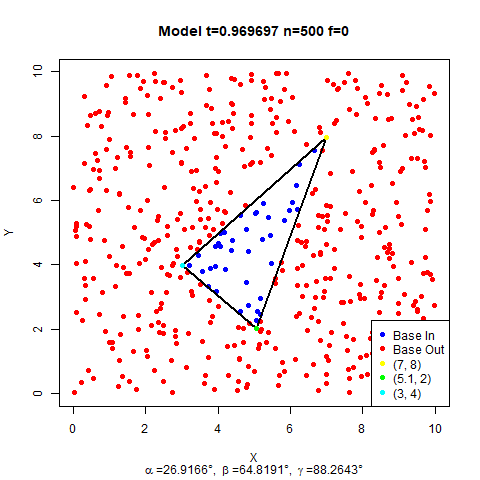 Model t=0.969697 n=500 f=0
10
8
6
4
2
0
Y
Base In
Base Out
(7, 8)
(5.1, 2)
(3, 4)
0 2 4 6 8 10
X
α=26.9166°, β=64.8191°, γ=88.2643°